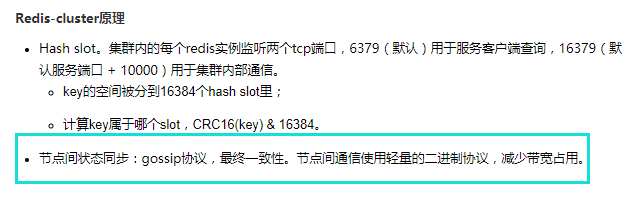 Redis-cluster原理
Hash slot。集群内的每个redis实例监听两个tcp端口，6379（默认）用于服务客户端查询，16379（默
认服务端口 + 10000）用于集群内部通信。
key的空间被分到16384个hash slot里；
计算key属于哪个slot，CRC16(key) & 16384。
节点间状态同步：gossip协议，最终一致性。节点间通信使用轻量的二进制协议，减少带宽占用。